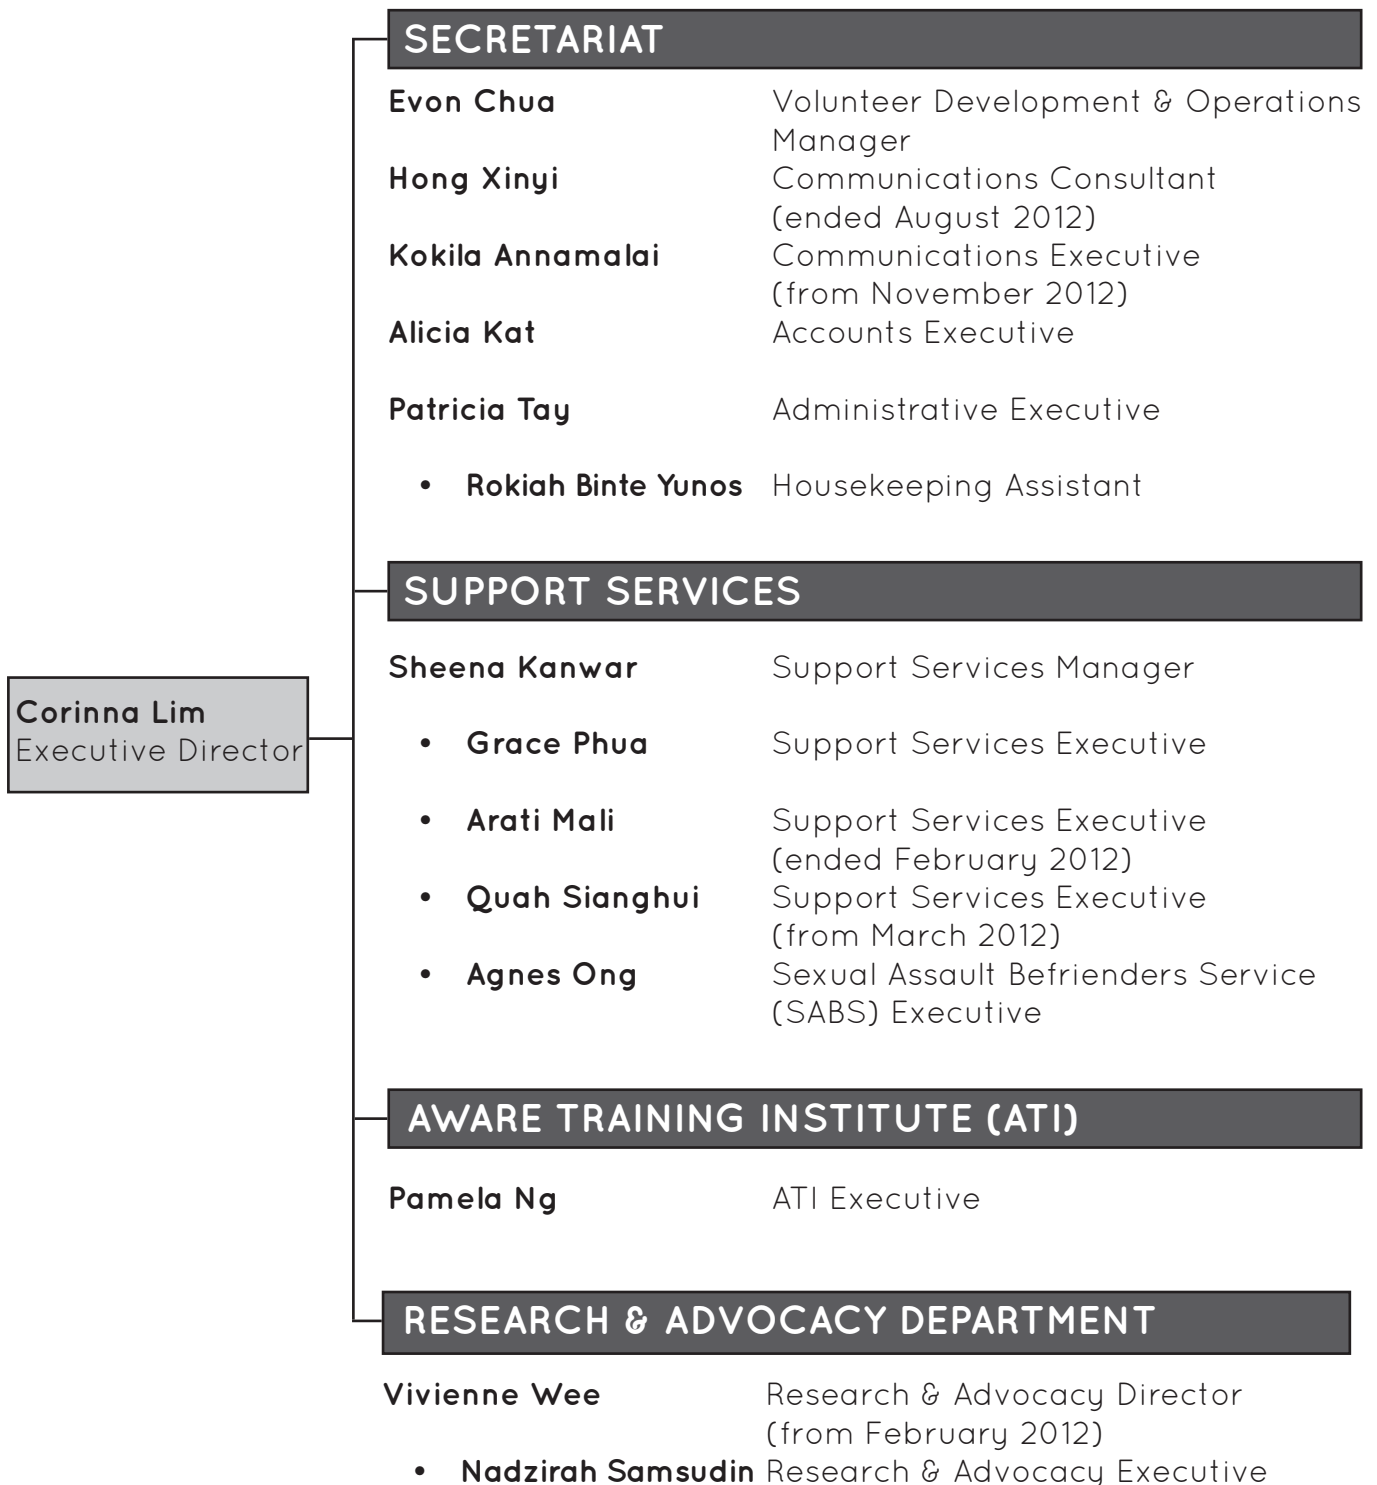 SECRETARIAT
Evon Chua Volunteer Development & Operations
Manager
Hong Xinyi Communications Consultant
(ended August 2012)
Kokila Annamalai Communications Executive
(from November 2012)
Alicia Kat Accounts Executive
Patricia Tay Administrative Executive
• Rokiah Binte Yunos Housekeeping Assistant
SUPPORT SERVICES
Sheena Kanwar Support Services Manager
Corinna Lim
Executive Director
• Grace Phua Support Services Executive
• Arati Mali Support Services Executive
(ended February 2012)
• Quah Sianghui Support Services Executive
(from March 2012)
• Agnes Ong Sexual Assault Befrienders Service
(SABS) Executive
AWARE TRAINING INSTITUTE (ATI)
Pamela Ng ATI Executive
RESEARCH & ADVOCACY DEPARTMENT
Vivienne Wee Research & Advocacy Director
(from February 2012)
• Nadzirah Samsudin Research & Advocacy Executive